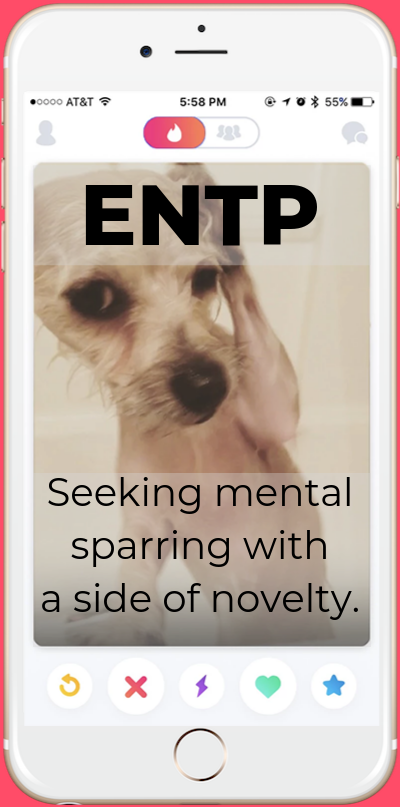 AT&T 5:58 PM 55%
ENTP
Seeking mental
sparring with
a side of novelty.